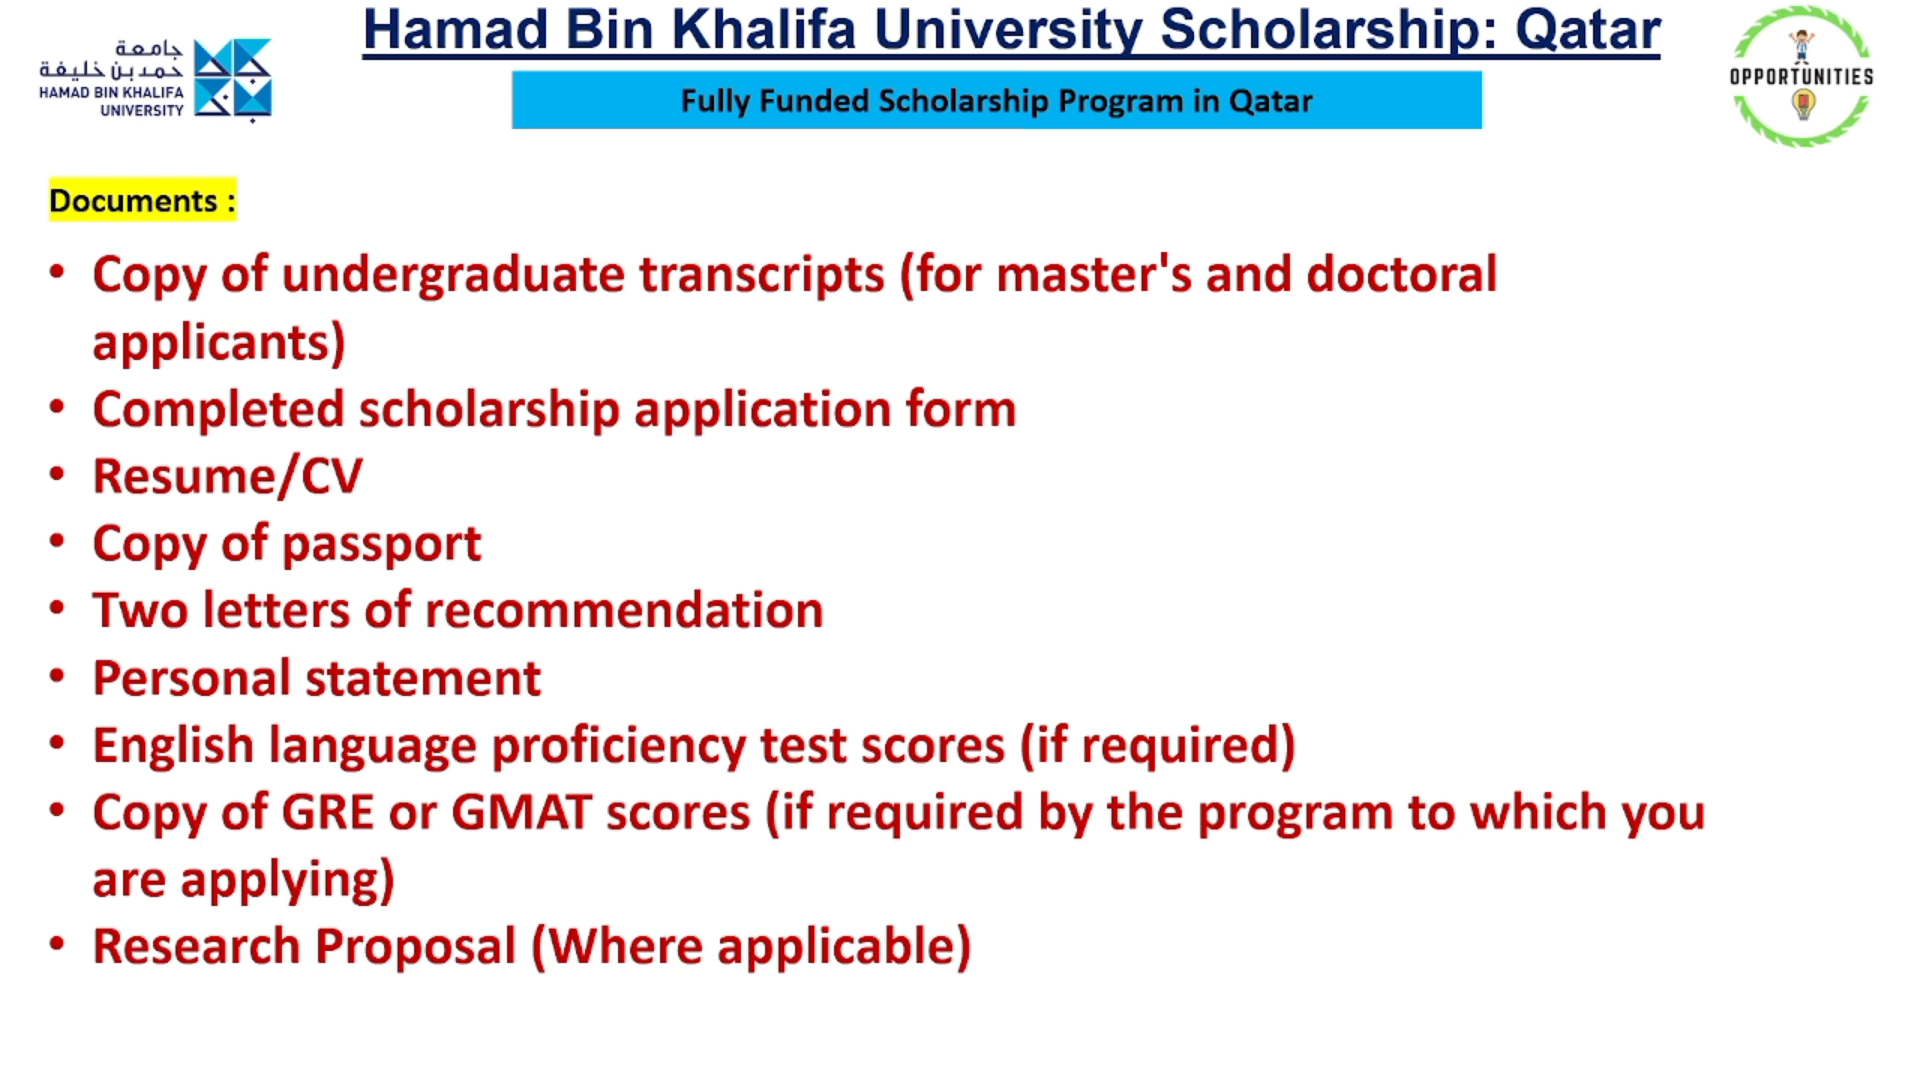 Hamad Bin Khalifa University Scholarship: Qatar
جامعة
حمد بن خليفة
HAMAD BIN KHALIFA
UNIVERSITY
Fully Funded Scholarship Program in Qatar
OPPORTUNITIES
Documents :
• Copy of undergraduate transcripts (for master's and doctoral
applicants)
• Completed scholarship application form
• Resume/CV
• Copy of passport
• Two letters of recommendation
• Personal statement
• English language proficiency test scores (if required)
• Copy of GRE or GMAT scores (if required by the program to which you
are applying)
• Research Proposal (Where applicable)